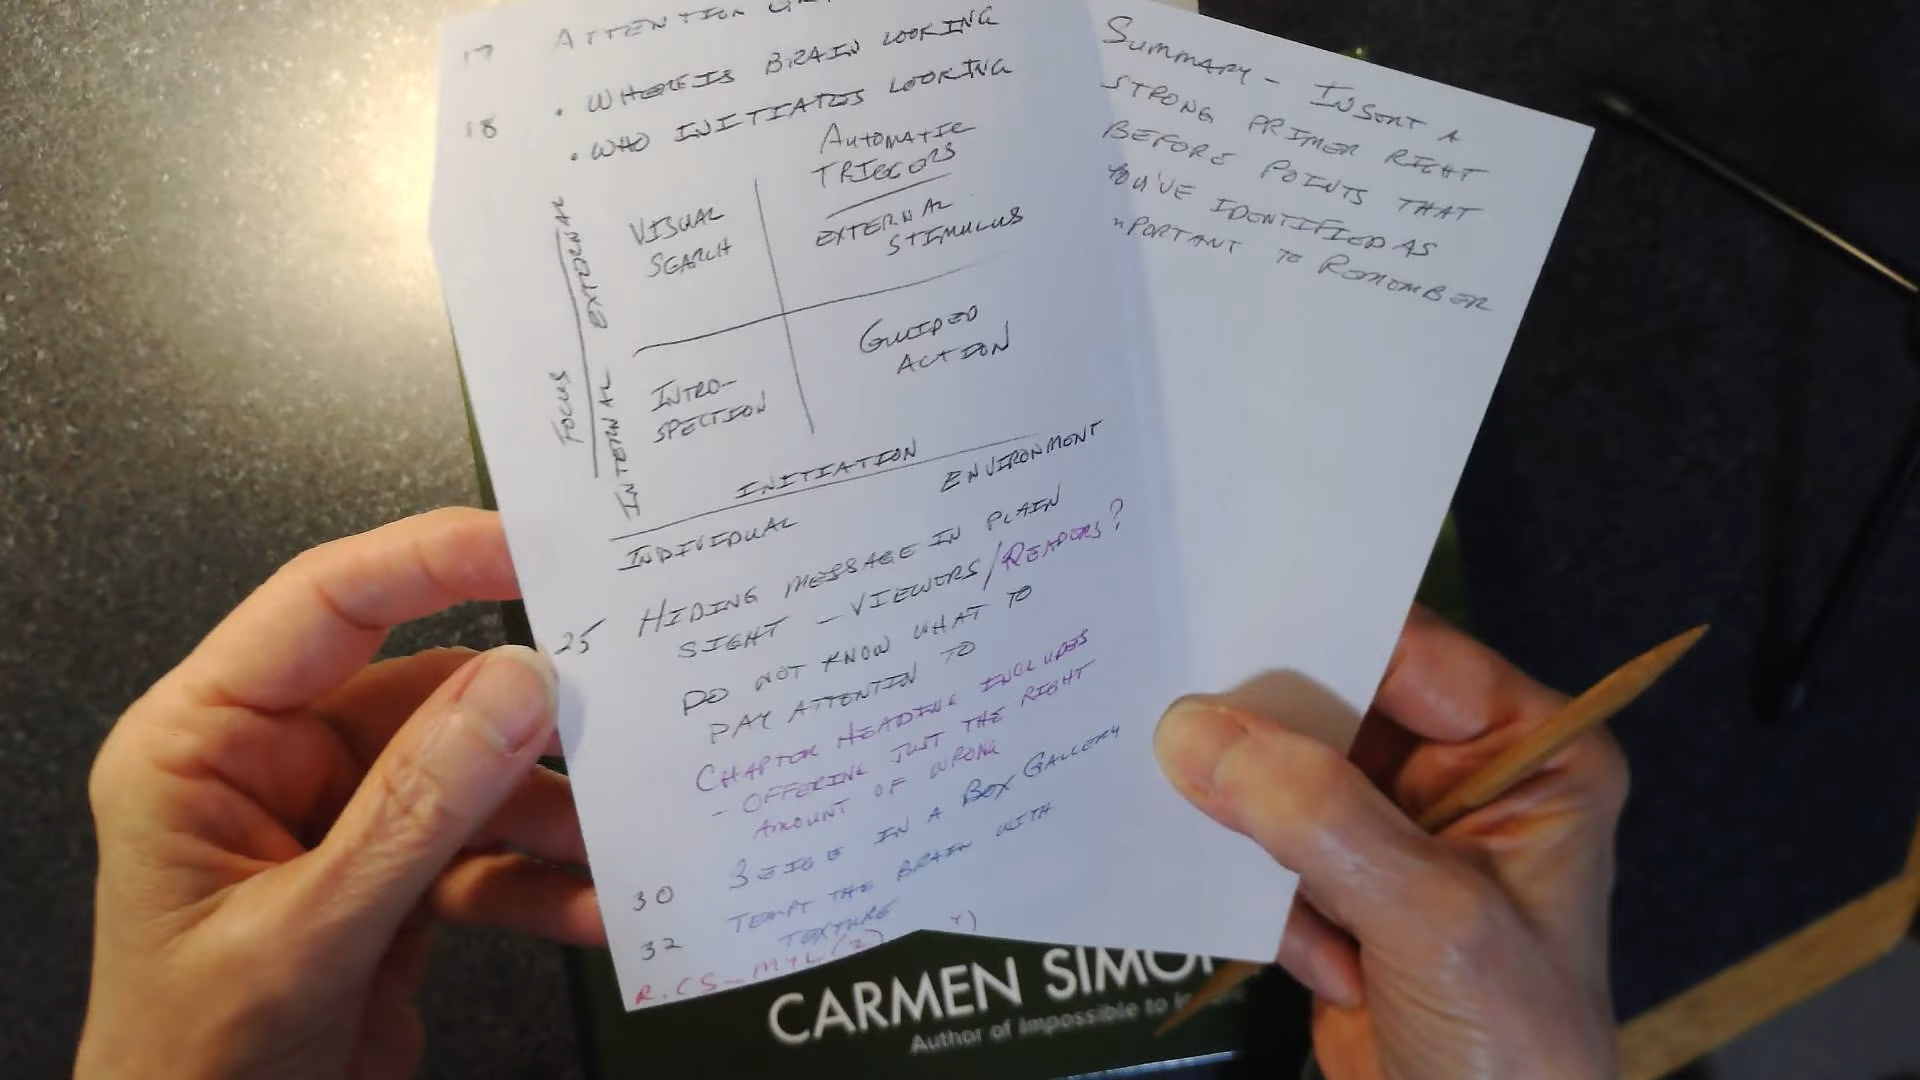 17 ATTENTION
• WHERE IS BRAIN LOOKING
18
• WHO INITIATES LOOKING
AUTOMATIC
TRIGGERS
EXTERNAL
STIMULUS
VISUAL
SEARCH
GUIDED
ACTION
INTRO-
SPECTION
FOCUS
INTERNAL EXTERNAL
INITIATION
INDIVIDUAL ENVIRONMENT
25 HIDING MESSAGE IN PLAIN
SIGHT – VIEWERS/READERS?
DO NOT KNOW WHAT TO
PAY ATTENTIN TO
CHAPTER HEADING INCLUDES
- OFFERING JUST THE RIGHT
AMOUNT OF WRONG
30 IN A BOX GALLERY
32 TEMPT THE BRAIN WITH
TEXTURE
R.CS-M+L(2)
SUMMARY – INSERT A
STRONG PRIMER RIGHT
BEFORE POINTS THAT
YOU'VE IDENTIFIED AS
MPORTANT TO REMEMBER
CARMEN SIMO
Author of Impossible to